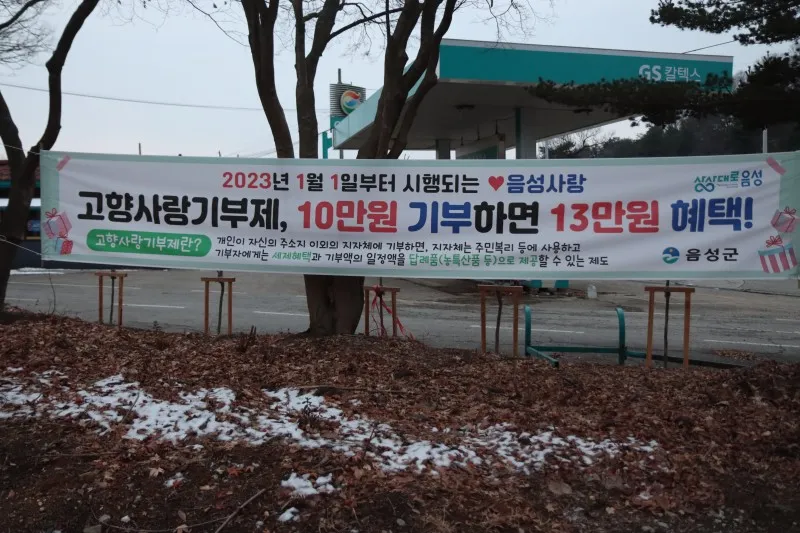 GS 칼텍스
2023년 1월 1일부터 시행되는 ♥음성사랑
상상대로 음성
고향사랑기부제, 10만원 기부하면 13만원 혜택!
고향사랑기부제란? 개인이 자신의 주소지 이외의 지자체에 기부하면, 지자체는 주민복리 등에 사용하고
기부자에게는 세제혜택과 기부액의 일정액을 답례품(농특산품 등)으로 제공할 수 있는 제도
음성군